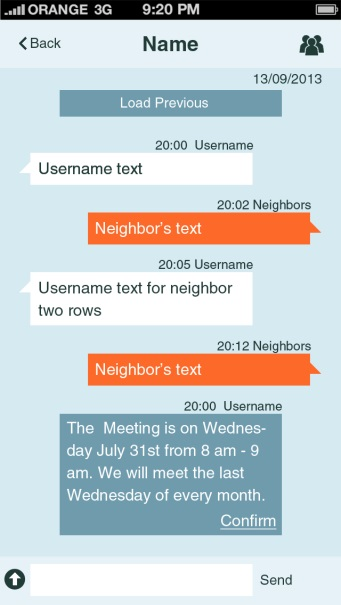 ORANGE 3G 9:20 PM
Back Name
13/09/2013
Load Previous
20:00 Username
Username text
20:02 Neighbors
Neighbor's text
20:05 Username
Username text for neighbor
two rows
20:12 Neighbors
Neighbor's text
20:00 Username
The Meeting is on Wednes-
day July 31st from 8 am - 9
am. We will meet the last
Wednesday of every month.
Confirm
Send